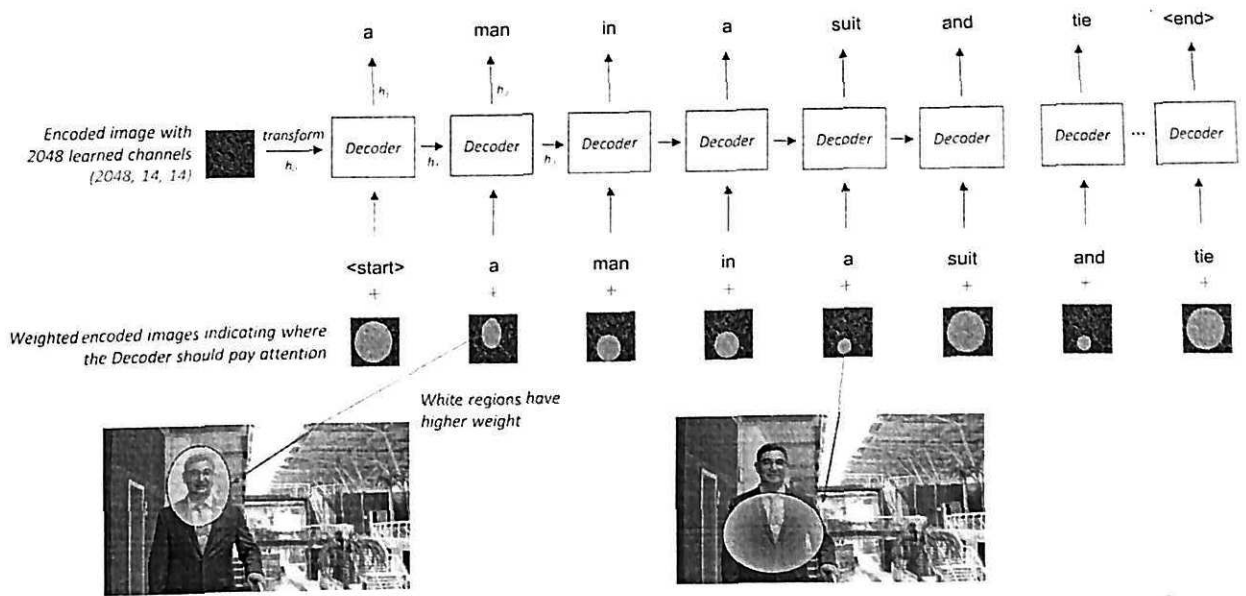 a man in a suit and tie <end>
h₁ h₂
Encoded image with
2048 learned channels
(2048, 14, 14)
transform
h₀
Decoder Decoder Decoder Decoder Decoder Decoder Decoder ... Decoder
h₁
<start> a man in a suit and tie
+ + + + + + + +
Weighted encoded images indicating where
the Decoder should pay attention
White regions have
higher weight